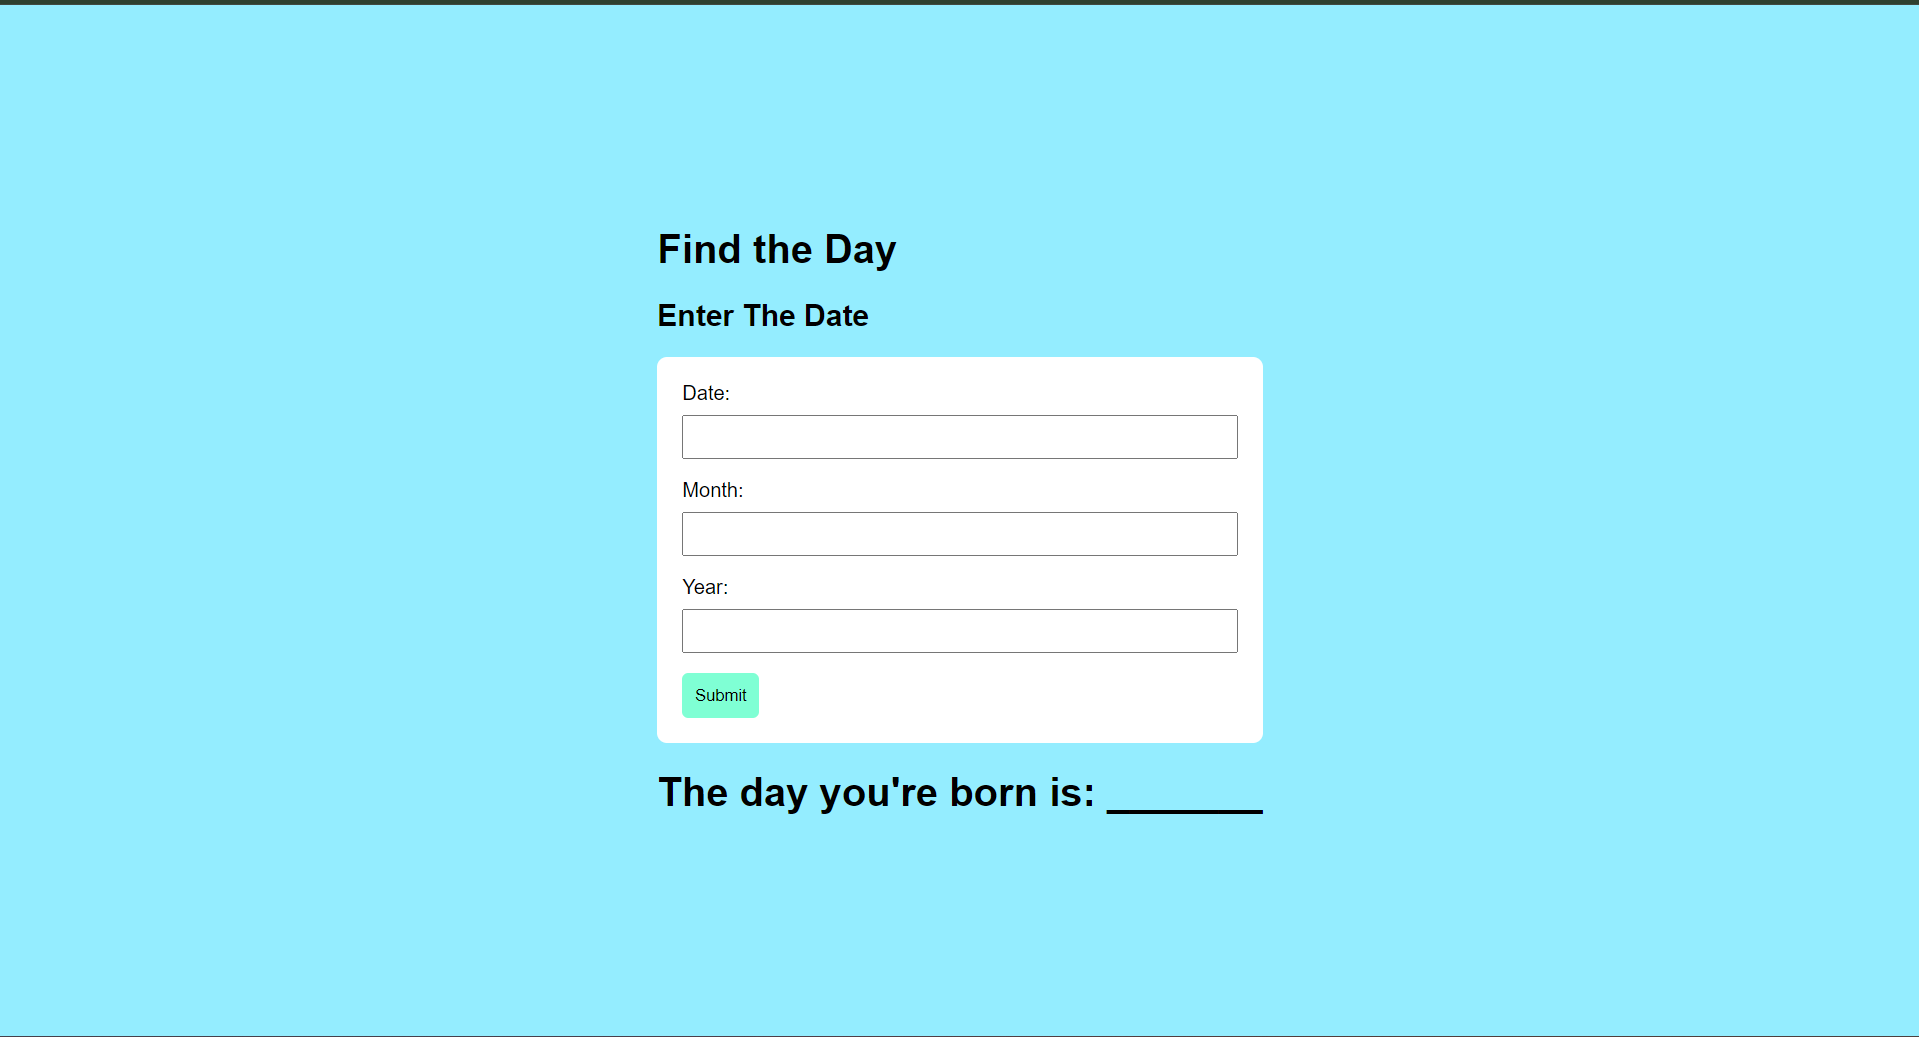 Find the Day
Enter The Date
Date:
Month:
Year:
Submit
The day you're born is: _______